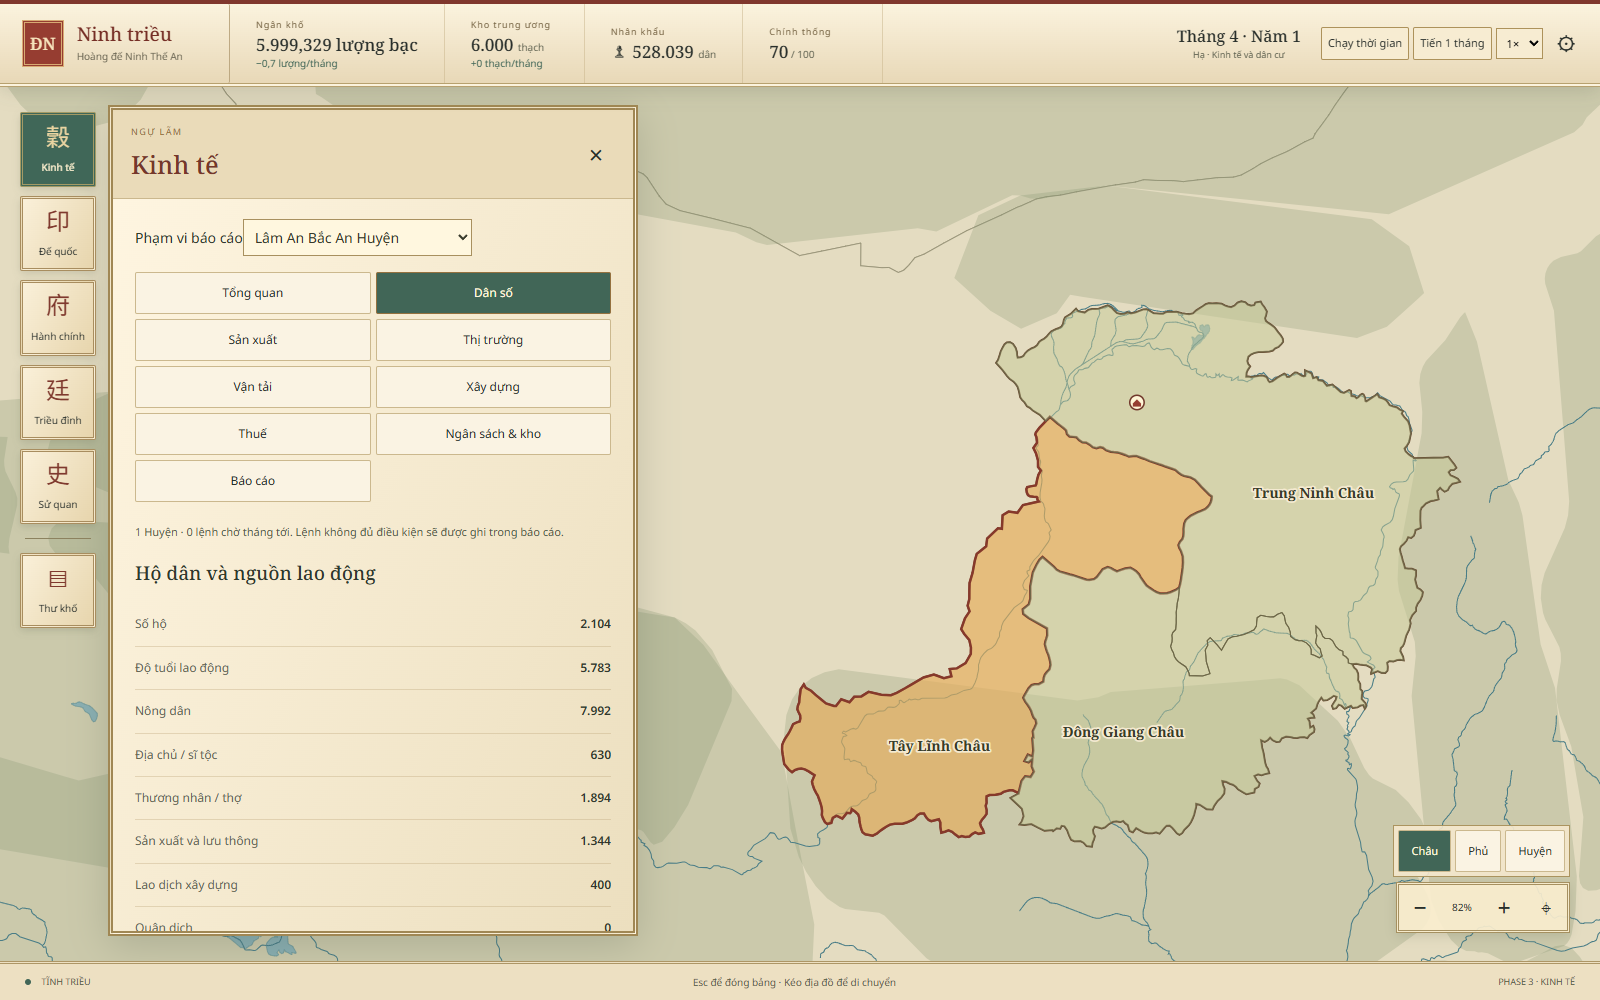 ĐN
Ninh triều
Hoàng đế Ninh Thế An
Ngân khố
5.999,329 lượng bạc
−0,7 lượng/tháng
Kho trung ương
6.000 thạch
+0 thạch/tháng
Nhân khẩu
528.039 dân
Chính thống
70 / 100
Tháng 4 · Năm 1
Hạ · Kinh tế và dân cư
Chạy thời gian
Tiến 1 tháng
1×
穀
Kinh tế
印
Đế quốc
府
Hành chính
廷
Triều đình
史
Sử quan
Thư khố
NGỰ LÃM
Kinh tế
Phạm vi báo cáo
Lâm An Bắc An Huyện
Tổng quan
Dân số
Sản xuất
Thị trường
Vận tải
Xây dựng
Thuế
Ngân sách & kho
Báo cáo
1 Huyện · 0 lệnh chờ tháng tới. Lệnh không đủ điều kiện sẽ được ghi trong báo cáo.
Hộ dân và nguồn lao động
Số hộ 2.104
Độ tuổi lao động 5.783
Nông dân 7.992
Địa chủ / sĩ tộc 630
Thương nhân / thợ 1.894
Sản xuất và lưu thông 1.344
Lao dịch xây dựng 400
Quân dịch 0
Trung Ninh Châu
Tây Lĩnh Châu
Đông Giang Châu
Châu
Phủ
Huyện
− 82% +
TĨNH TRIỀU
Esc để đóng bảng · Kéo địa đồ để di chuyển
PHASE 3 · KINH TẾ